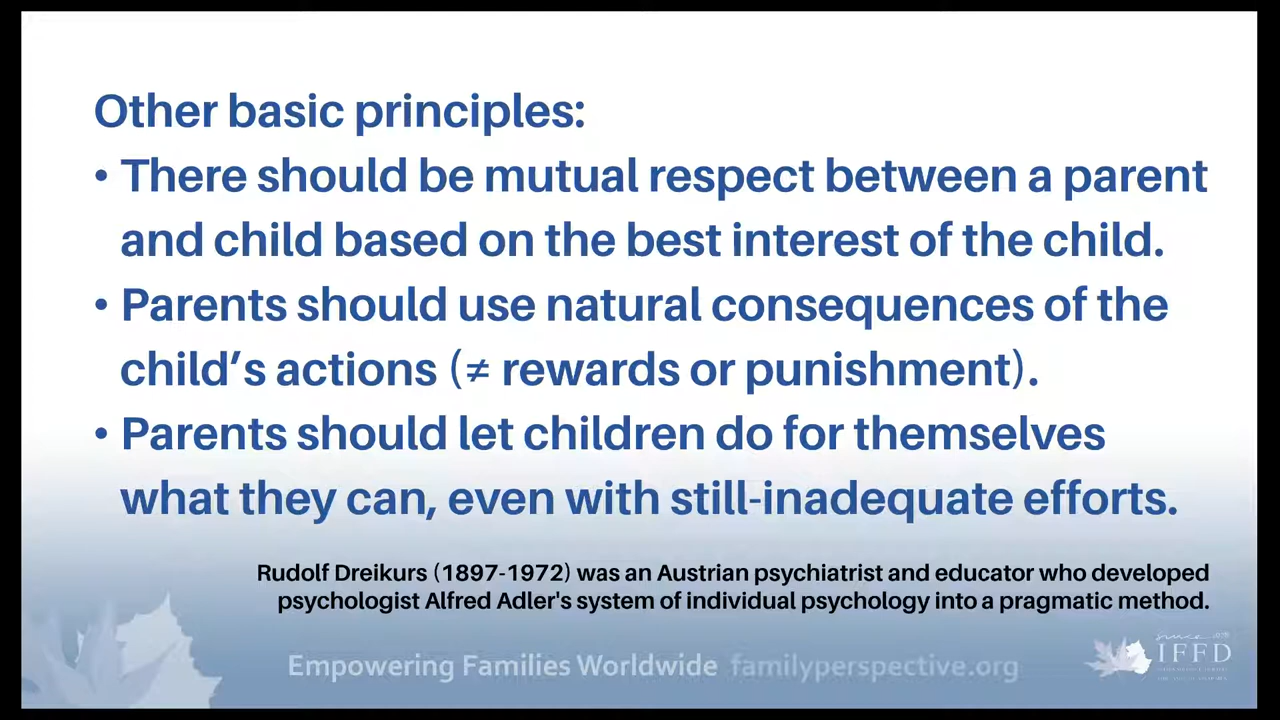 Other basic principles:
• There should be mutual respect between a parent
and child based on the best interest of the child.
• Parents should use natural consequences of the
child’s actions (≠ rewards or punishment).
• Parents should let children do for themselves
what they can, even with still-inadequate efforts.
Rudolf Dreikurs (1897-1972) was an Austrian psychiatrist and educator who developed
psychologist Alfred Adler's system of individual psychology into a pragmatic method.
Empowering Families Worldwide familyperspective.org
since
IFFD